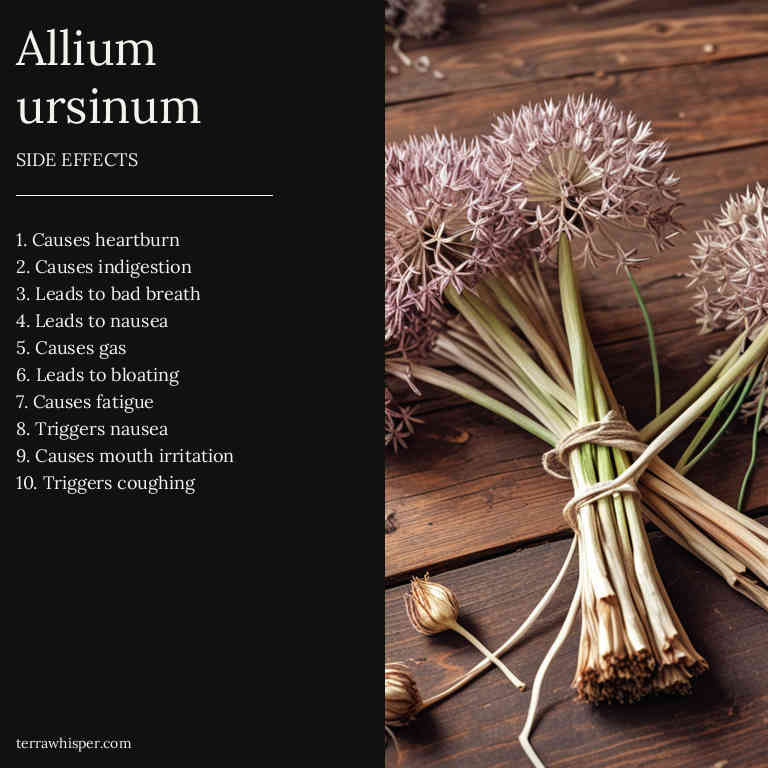 Allium
ursinum
SIDE EFFECTS
1. Causes heartburn
2. Causes indigestion
3. Leads to bad breath
4. Leads to nausea
5. Causes gas
6. Leads to bloating
7. Causes fatigue
8. Triggers nausea
9. Causes mouth irritation
10. Triggers coughing
terrawhisper.com